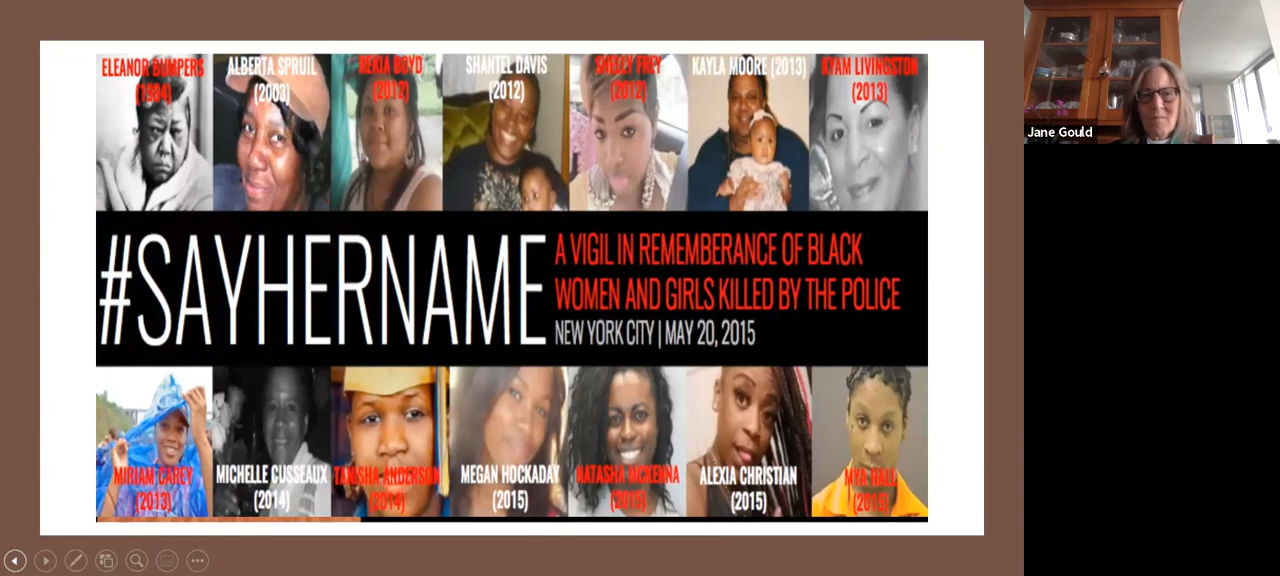 ELEANOR BUMPERS
(1984)
ALBERTA SPRUIL
(2003)
REKIA BOYD
(2012)
SHANTEL DAVIS
(2012)
SHELLY FREY
(2012)
KAYLA MOORE (2013)
KYAM LIVINGSTON
(2013)
Jane Gould
#SAYHERNAME
A VIGIL IN REMEMBERANCE OF BLACK
WOMEN AND GIRLS KILLED BY THE POLICE
NEW YORK CITY | MAY 20, 2015
MIRIAM CAREY
(2013)
MICHELLE CUSSEAUX
(2014)
TANISHA ANDERSON
(2014)
MEGAN HOCKADAY
(2015)
NATASHA MCKENNA
(2015)
ALEXIA CHRISTIAN
(2015)
MYA HALL
(2015)